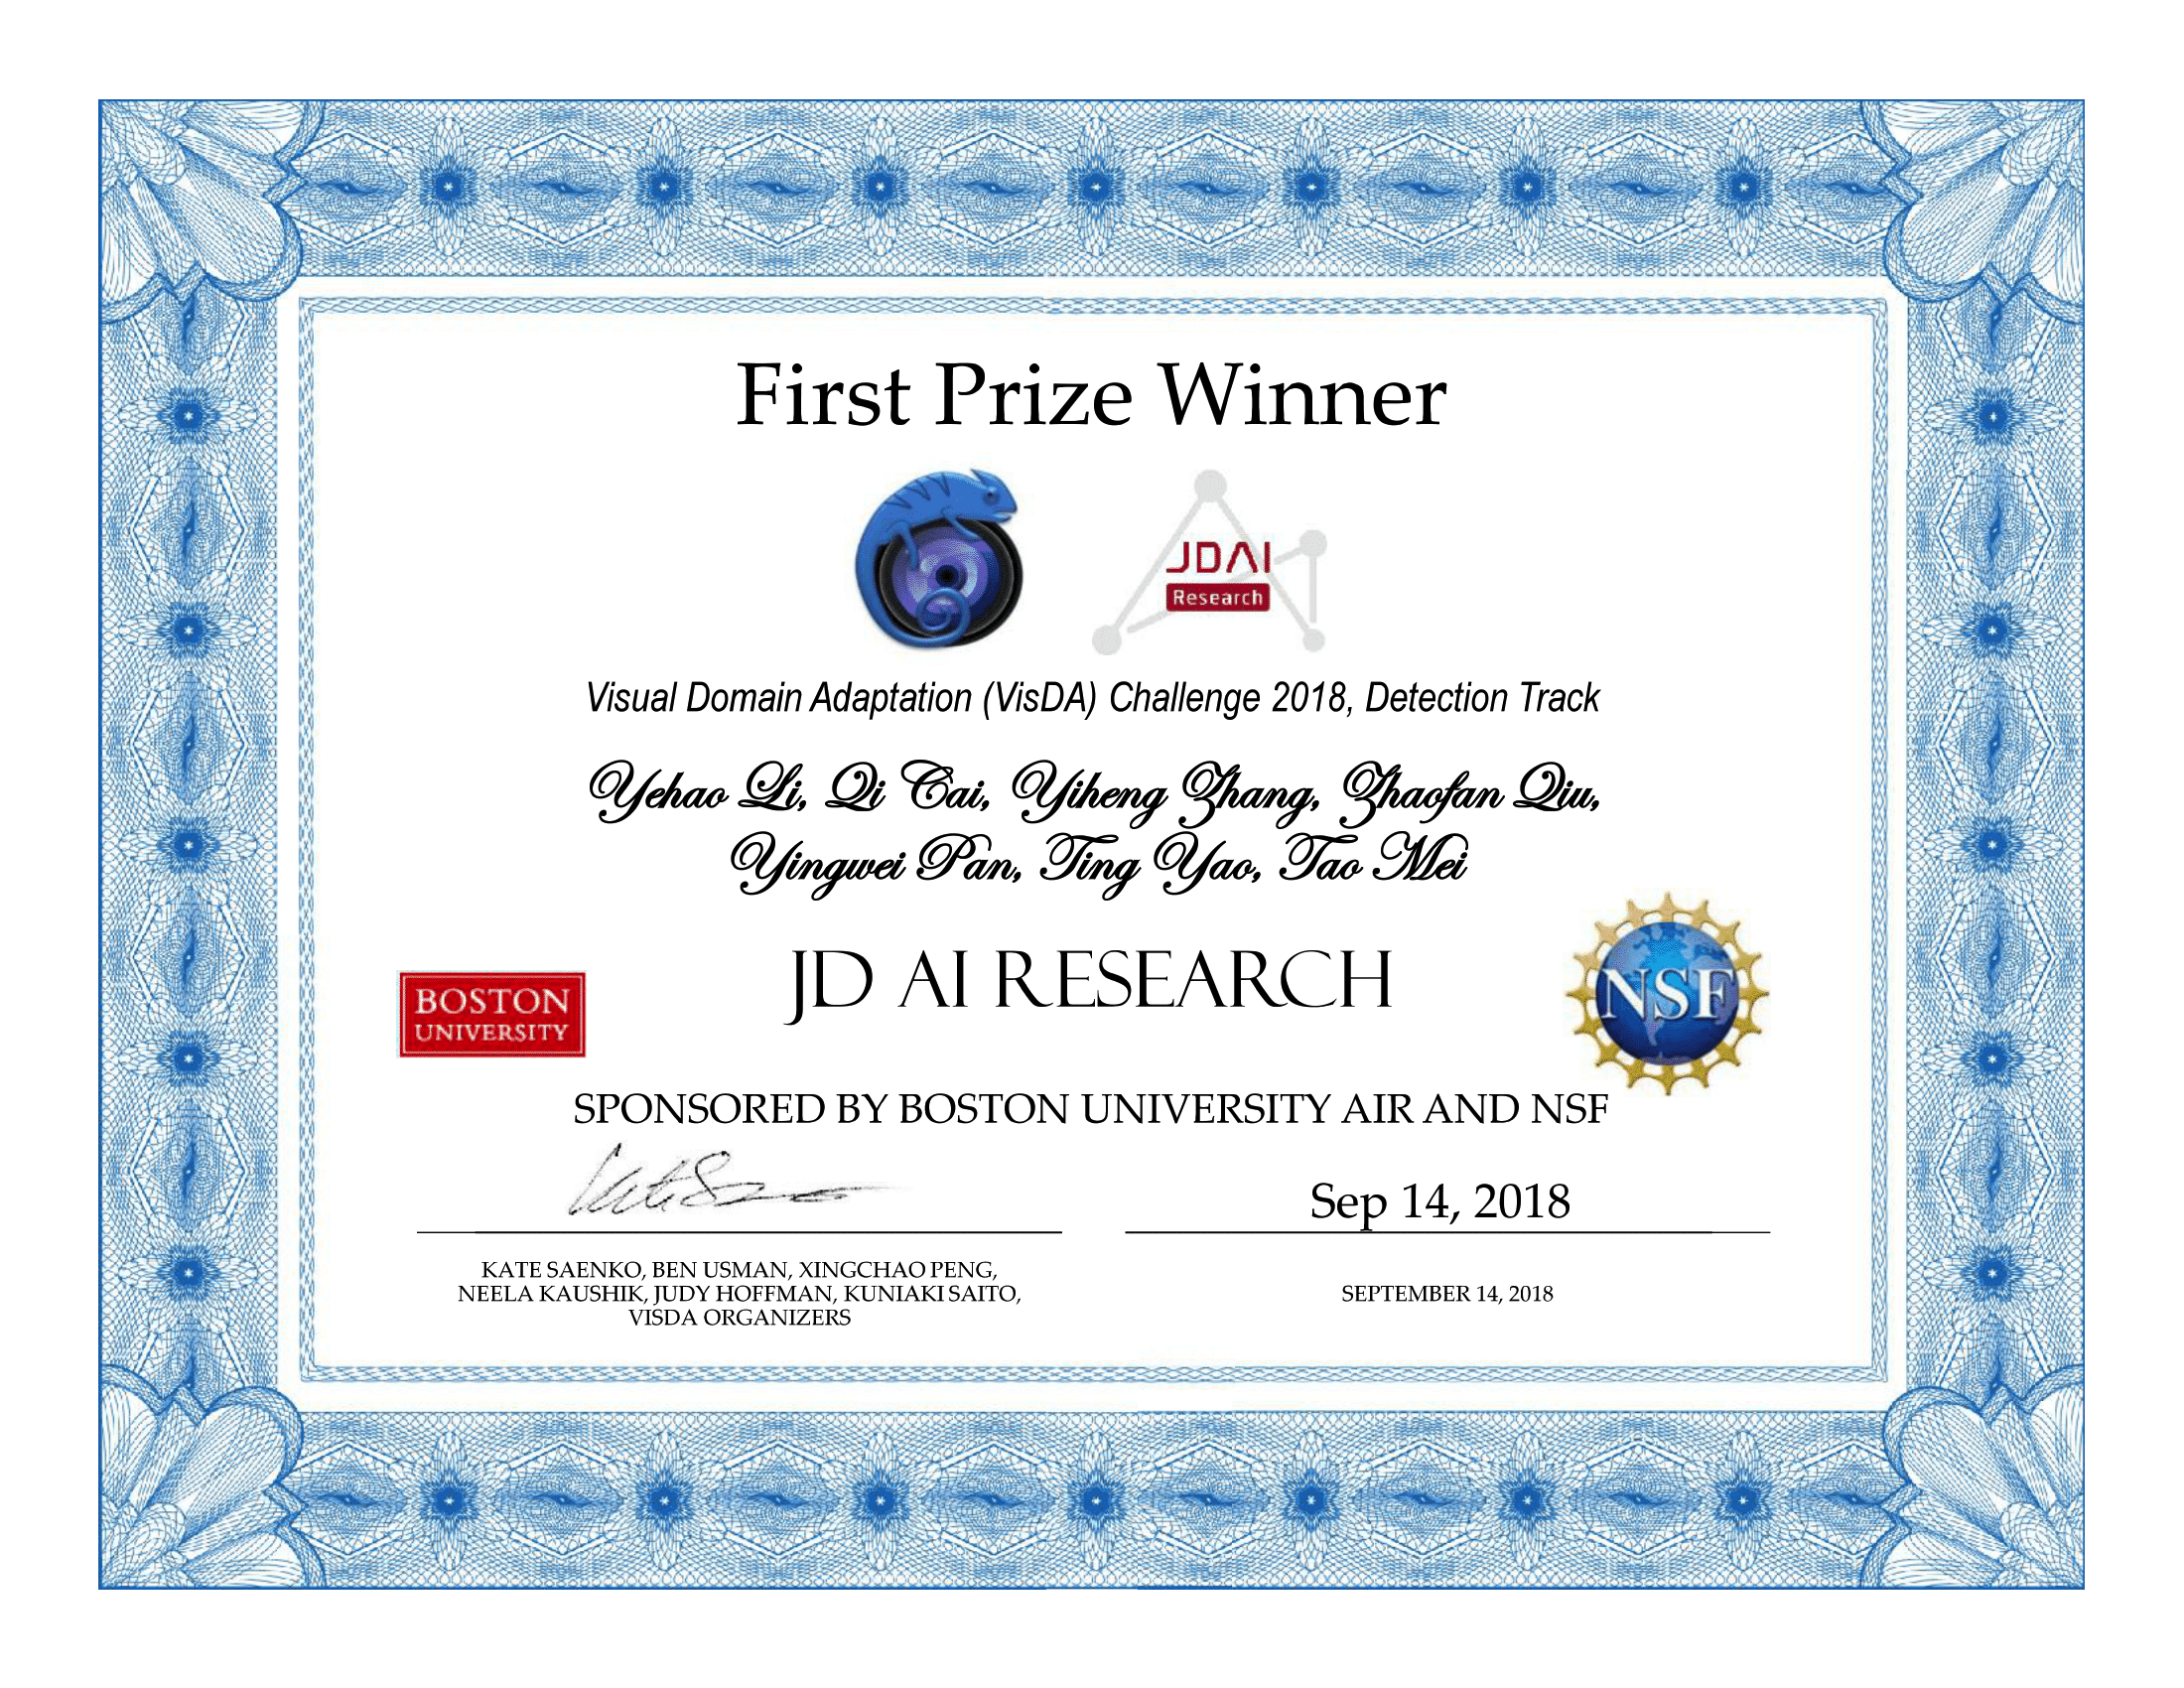 First Prize Winner
JDAI
Research
Visual Domain Adaptation (VisDA) Challenge 2018, Detection Track
Yehao Li, Qi Cai, Yiheng Zhang, Zhaofan Qiu,
Yingwei Pan, Ting Yao, Tao Mei
JD AI RESEARCH
BOSTON
UNIVERSITY
NSF
SPONSORED BY BOSTON UNIVERSITY AIR AND NSF
Sep 14, 2018
KATE SAENKO, BEN USMAN, XINGCHAO PENG,
NEELA KAUSHIK, JUDY HOFFMAN, KUNIAKI SAITO,
VISDA ORGANIZERS
SEPTEMBER 14, 2018